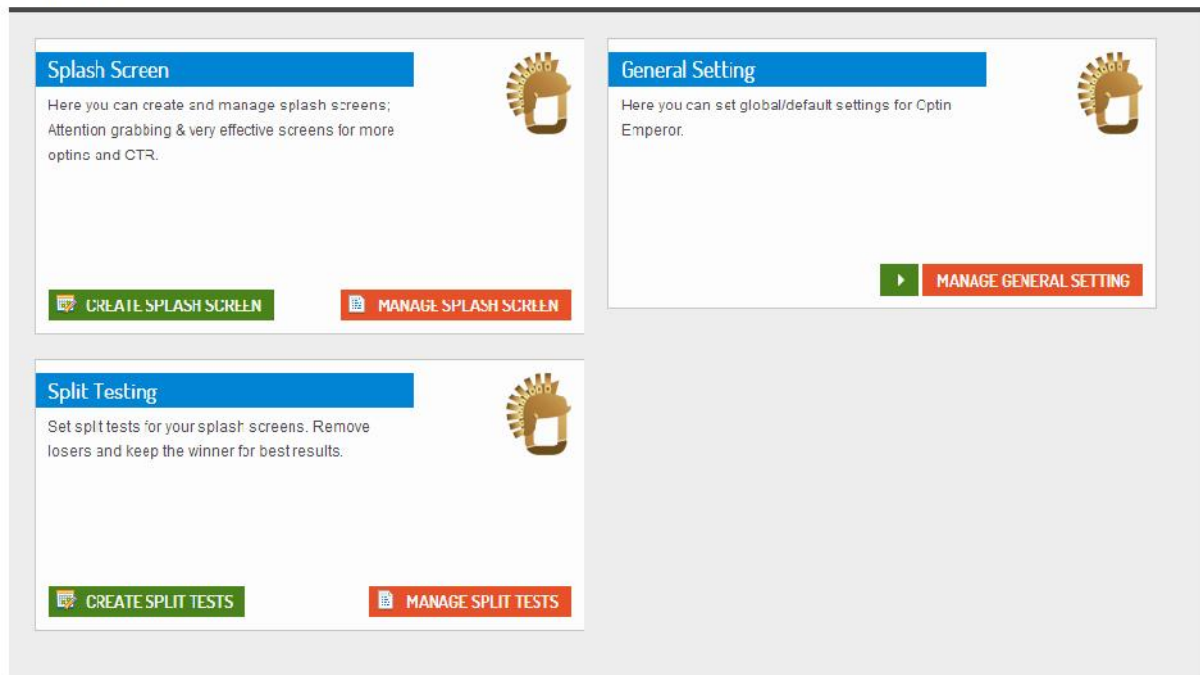 Splash Screen
Here you can create and manage splash screens;
Attention grabbing & very effective screens for more
optins and CTR.
CREATE SPLASH SCREEN
MANAGE SPLASH SCREEN
General Setting
Here you can set global/default settings for Optin
Emperor.
MANAGE GENERAL SETTING
Split Testing
Set split tests for your splash screens. Remove
losers and keep the winner for best results.
CREATE SPLIT TESTS
MANAGE SPLIT TESTS